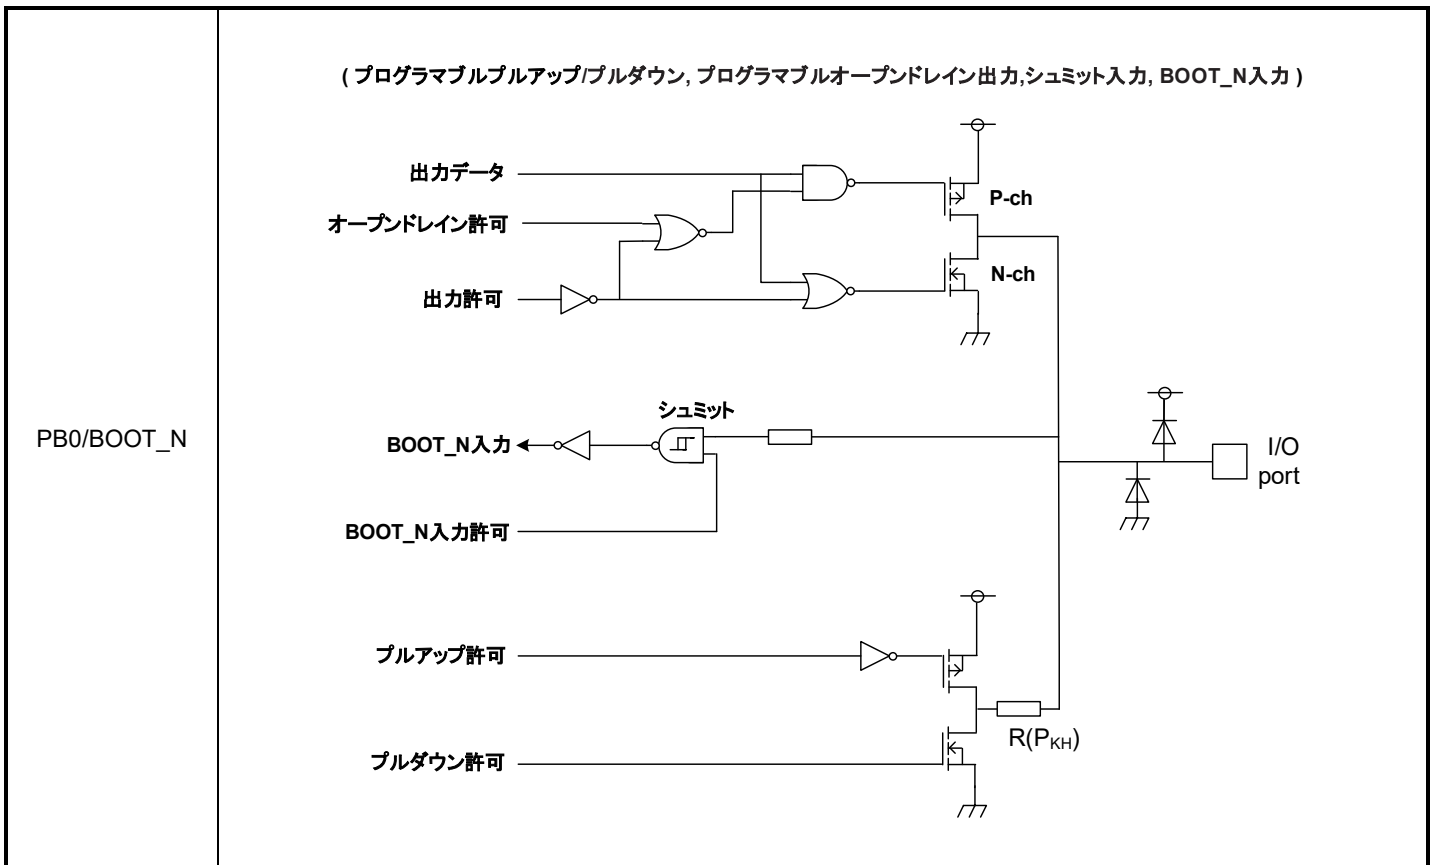 ( プログラマブルプルアップ/プルダウン, プログラマブルオープンドレイン出力,シュミット入力, BOOT_N入力 )
出力データ
P-ch
オープンドレイン許可
N-ch
出力許可
シュミット
PB0/BOOT_N
BOOT_N入力
I/O
port
BOOT_N入力許可
プルアップ許可
R(PKH)
プルダウン許可